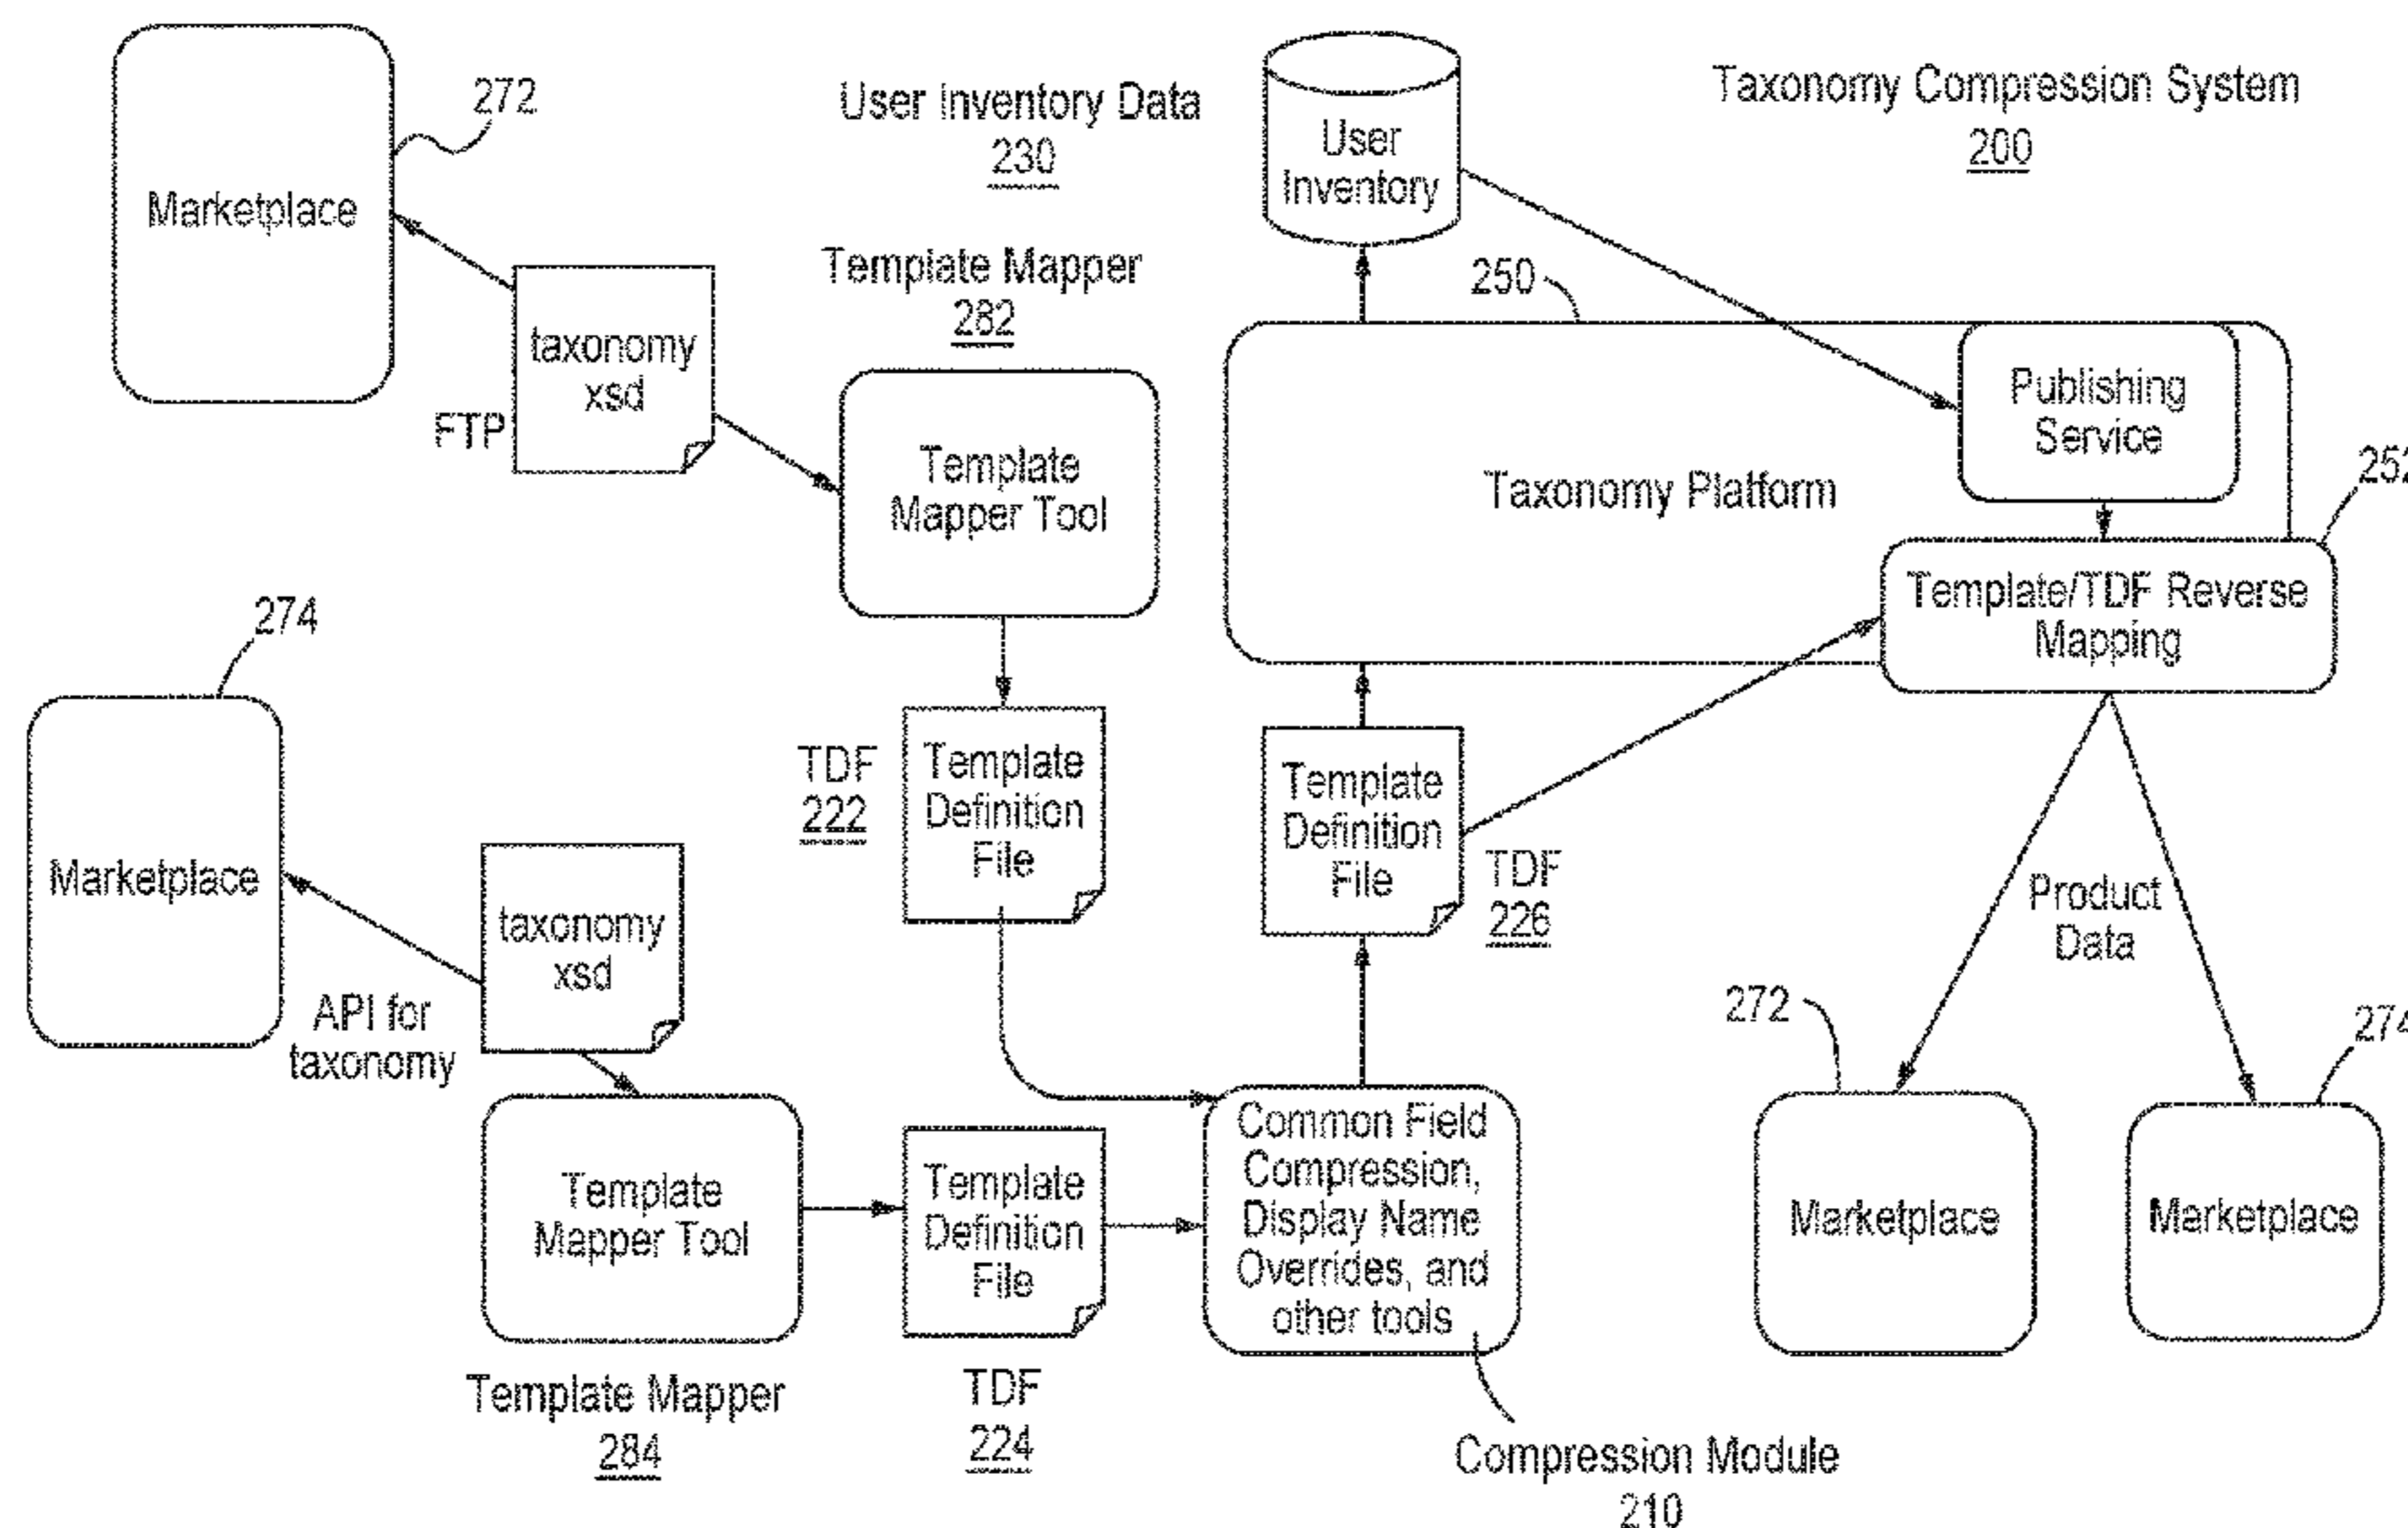 272
Marketplace
User Inventory Data
230
User
Inventory
Taxonomy Compression System
200
Template Mapper
282
250
taxonomy
xsd
FTP
Template
Mapper Tool
Taxonomy Platform
Publishing
Service
252
Template/TDF Reverse
Mapping
274
Marketplace
TDF
222
Template
Definition
File
Template
Definition
File
TDF
226
Product
Data
taxonomy
xsd
API for
taxonomy
272
274
Template
Mapper Tool
Template
Definition
File
Common Field
Compression,
Display Name
Overrides, and
other tools
Marketplace
Marketplace
Template Mapper
284
TDF
224
Compression Module
210